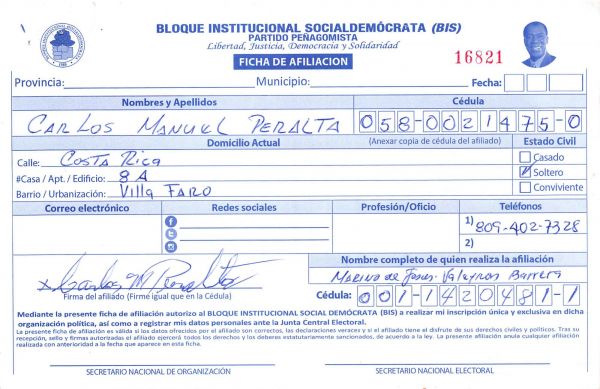 BLOQUE INSTITUCIONAL SOCIALDEMÓCRATA (BIS)
PARTIDO PEÑAGOMISTA
Libertad, Justicia, Democracia y Solidaridad
FICHA DE AFILIACION
16821
Provincia: Municipio: Fecha:
Nombres y Apellidos Cédula
CARLOS MANUEL PERALTA 058-0021475-0
Domicilio Actual (Anexar copia de cédula del afiliado) Estado Civil
Calle: COSTA Rica Casado
#Casa / Apt. / Edificio: 8 A Soltero
Barrio / Urbanización: Villa FARO Conviviente
Correo electrónico Redes sociales Profesión/Oficio Teléfonos
1) 809-402-7328
2)
Nombre completo de quien realiza la afiliación
Carlos M Peralta MARINO de Jesus Barrera
Firma del afiliado (Firme igual que en la Cédula) Cédula: 001-1420481-1
Mediante la presente ficha de afiliación autorizo al BLOQUE INSTITUCIONAL SOCIAL DEMÓCRATA (BIS) a realizar mi inscripción única y exclusiva en dicha
organización política, así como a registrar mis datos personales ante la Junta Central Electoral.
La presente ficha de afiliación es válida si los datos ofrecidos por el afiliado son correctos, las declaraciones veraces y si el afiliado tiene el disfrute de sus derechos civiles y políticos. Tras su
recepción, sello y firmas autorizadas el afiliado ejercerá todos los derechos y los deberes estatutariamente sancionados, de acuerdo a la ley. La presente afiliación anula cualquier afiliación
realizada con anterioridad a la fecha que aparece en esta ficha.
SECRETARIO NACIONAL DE ORGANIZACIÓN SECRETARIO NACIONAL ELECTORAL